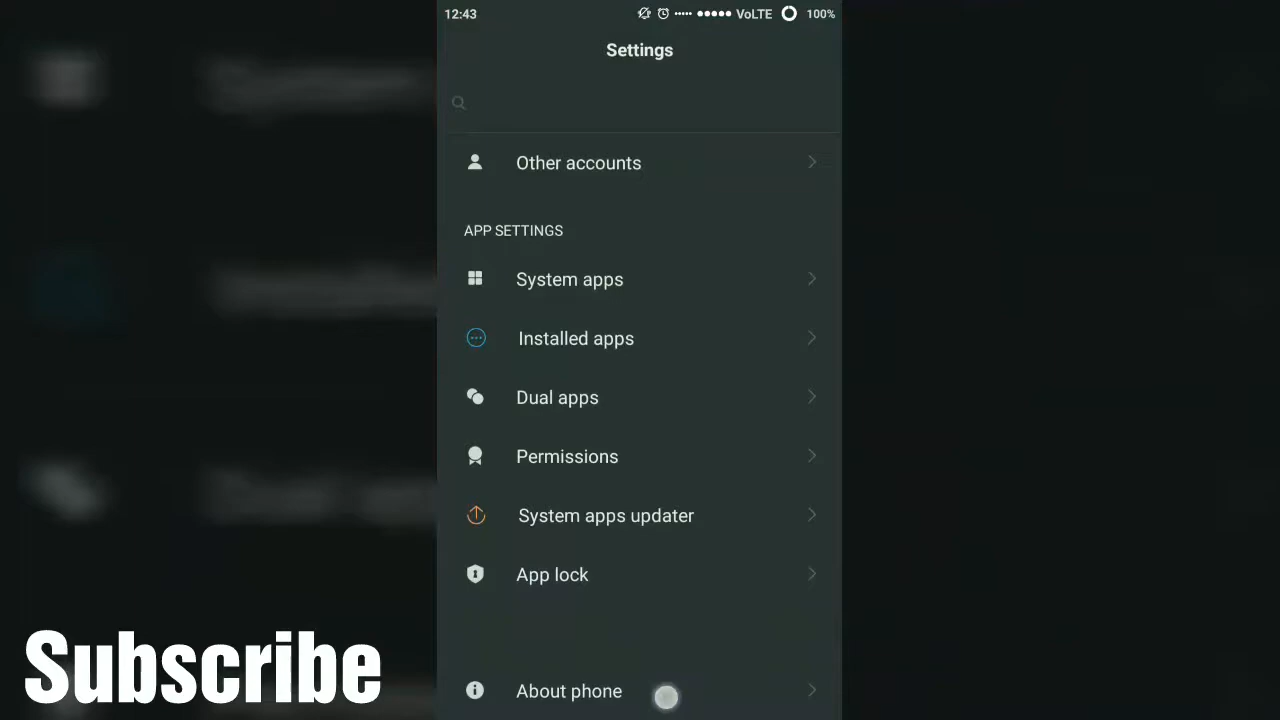 12:43 VoLTE 100%
Settings
Other accounts
APP SETTINGS
System apps
Installed apps
Dual apps
Permissions
System apps updater
App lock
About phone
Subscribe